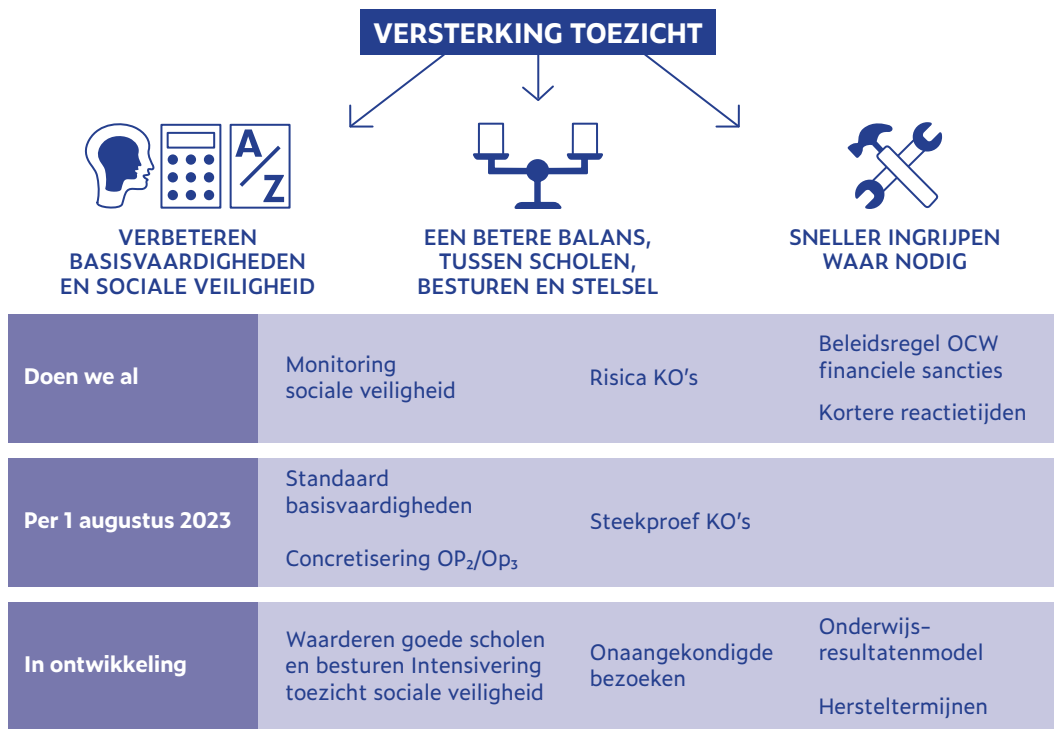 VERSTERKING TOEZICHT
A/Z
VERBETEREN
BASISVAARDIGHEDEN
EN SOCIALE VEILIGHEID
EEN BETERE BALANS,
TUSSEN SCHOLEN,
BESTUREN EN STELSEL
SNELLER INGRIJPEN
WAAR NODIG
Doen we al
Monitoring
sociale veiligheid
Risica KO's
Beleidsregel OCW
financiele sancties
Kortere reactietijden
Per 1 augustus 2023
Standaard
basisvaardigheden
Concretisering OP₂/Op₃
Steekproef KO's
In ontwikkeling
Waarderen goede scholen
en besturen Intensivering
toezicht sociale veiligheid
Onaangekondigde
bezoeken
Onderwijs-
resultatenmodel
Hersteltermijnen